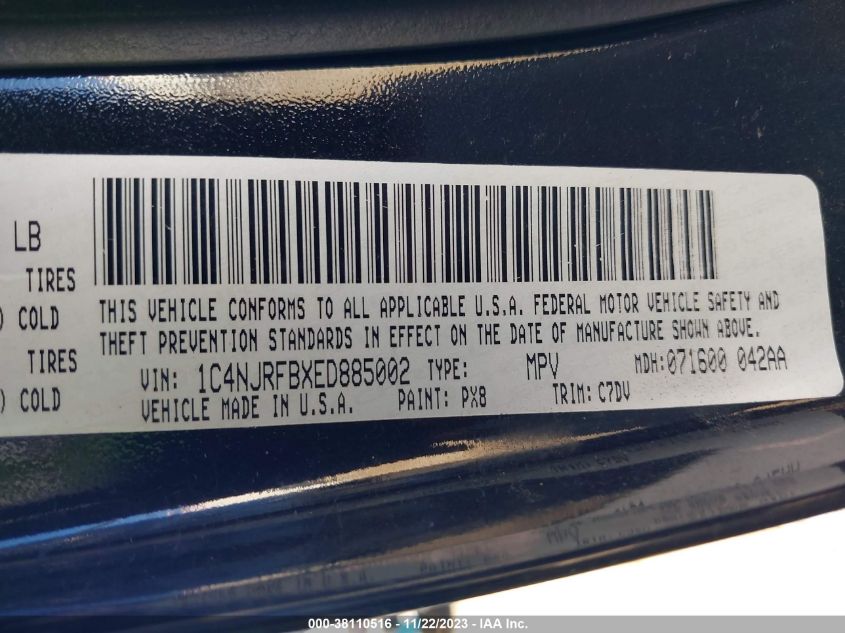 LB
TIRES
) COLD
TIRES
) COLD
THIS VEHICLE CONFORMS TO ALL APPLICABLE U.S.A. FEDERAL MOTOR VEHICLE SAFETY AND
THEFT PREVENTION STANDARDS IN EFFECT ON THE DATE OF MANUFACTURE SHOWN ABOVE.
VIN: 1C4NJRFBXED885002 TYPE: MPV MDH:071600 042AA
VEHICLE MADE IN U.S.A. PAINT: PX8 TRIM: C7DV
000-38110516 - 11/22/2023 - © IAA, Inc.